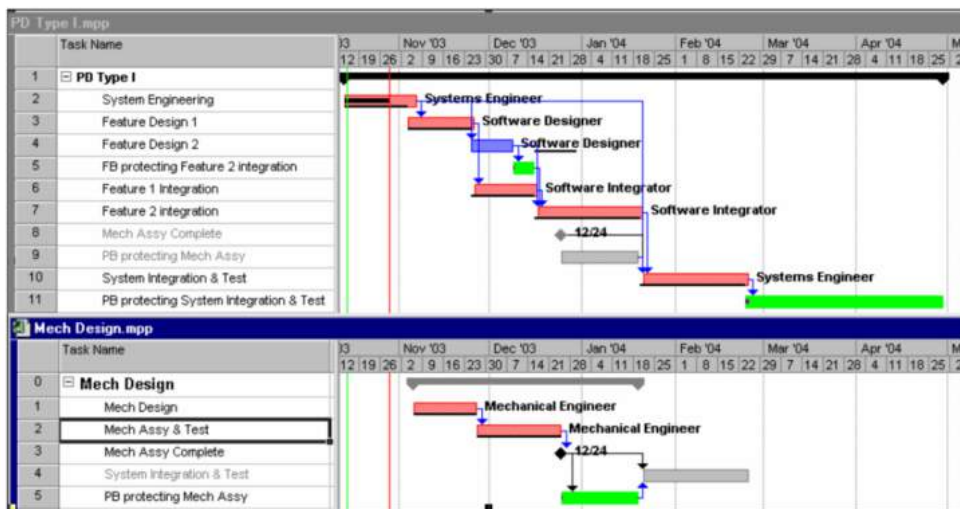 PD Type I.mpp
Task Name
03 Nov '03 Dec '03 Jan '04 Feb '04 Mar '04 Apr '04 M
12 19 26 2 9 16 23 30 7 14 21 28 4 11 18 25 1 8 15 22 29 7 14 21 28 4 11 18 25 2
1 PD Type I
2 System Engineering Systems Engineer
3 Feature Design 1 Software Designer
4 Feature Design 2 Software Designer
5 FB protecting Feature 2 integration
6 Feature 1 Integration Software Integrator
7 Feature 2 integration Software Integrator
8 Mech Assy Complete 12/24
9 PB protecting Mech Assy
10 System Integration & Test Systems Engineer
11 PB protecting System Integration & Test
Mech Design.mpp
Task Name
03 Nov '03 Dec '03 Jan '04 Feb '04 Mar '04 Apr '04 M
12 19 26 2 9 16 23 30 7 14 21 28 4 11 18 25 1 8 15 22 29 7 14 21 28 4 11 18 25 2
0 Mech Design
1 Mech Design Mechanical Engineer
2 Mech Assy & Test Mechanical Engineer
3 Mech Assy Complete 12/24
4 System Integration & Test
5 PB protecting Mech Assy